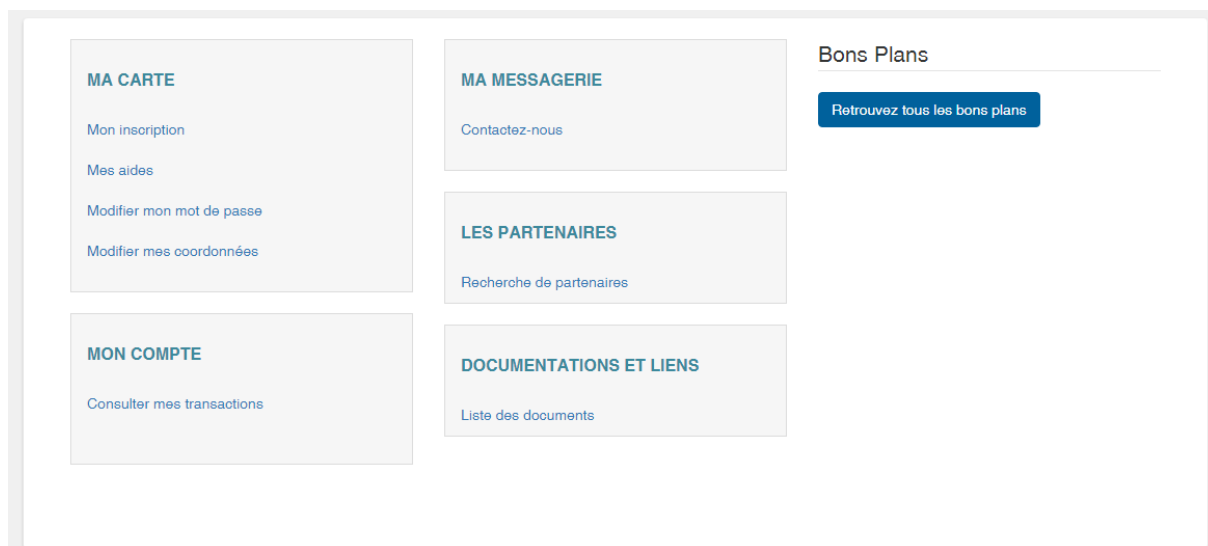 MA CARTE
Mon inscription
Mes aides
Modifier mon mot de passe
Modifier mes coordonnées
MON COMPTE
Consulter mes transactions
MA MESSAGERIE
Contactez-nous
LES PARTENAIRES
Recherche de partenaires
DOCUMENTATIONS ET LIENS
Liste des documents
Bons Plans
Retrouvez tous les bons plans